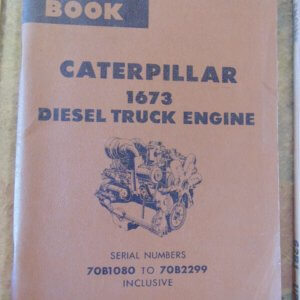 BOOK
CATERPILLAR
1673
DIESEL TRUCK ENGINE
SERIAL NUMBERS
70B1080 TO 70B2299
INCLUSIVE